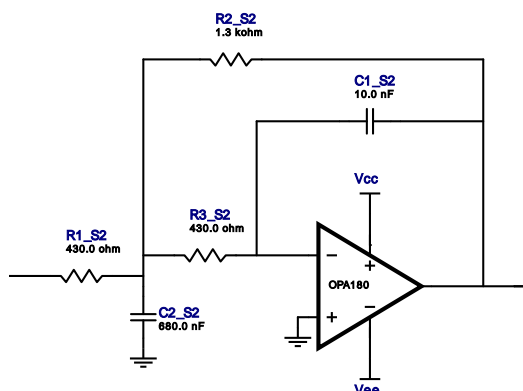 R2_S2
1.3 kohm
C1_S2
10.0 nF
Vcc
R3_S2
430.0 ohm
R1_S2
430.0 ohm
OPA180
C2_S2
680.0 nF
Vee